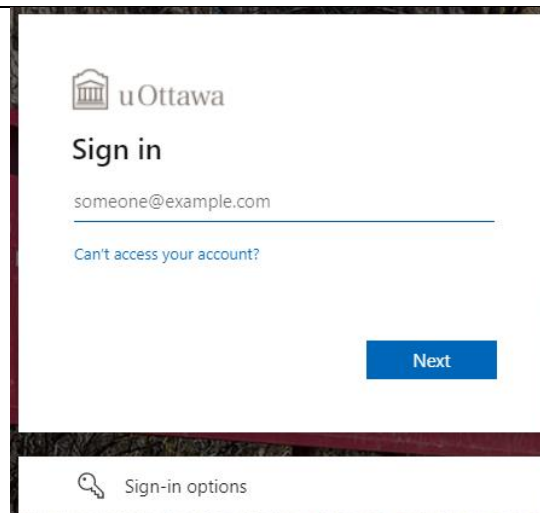 uOttawa
Sign in
someone@example.com
Can't access your account?
Next
Sign-in options